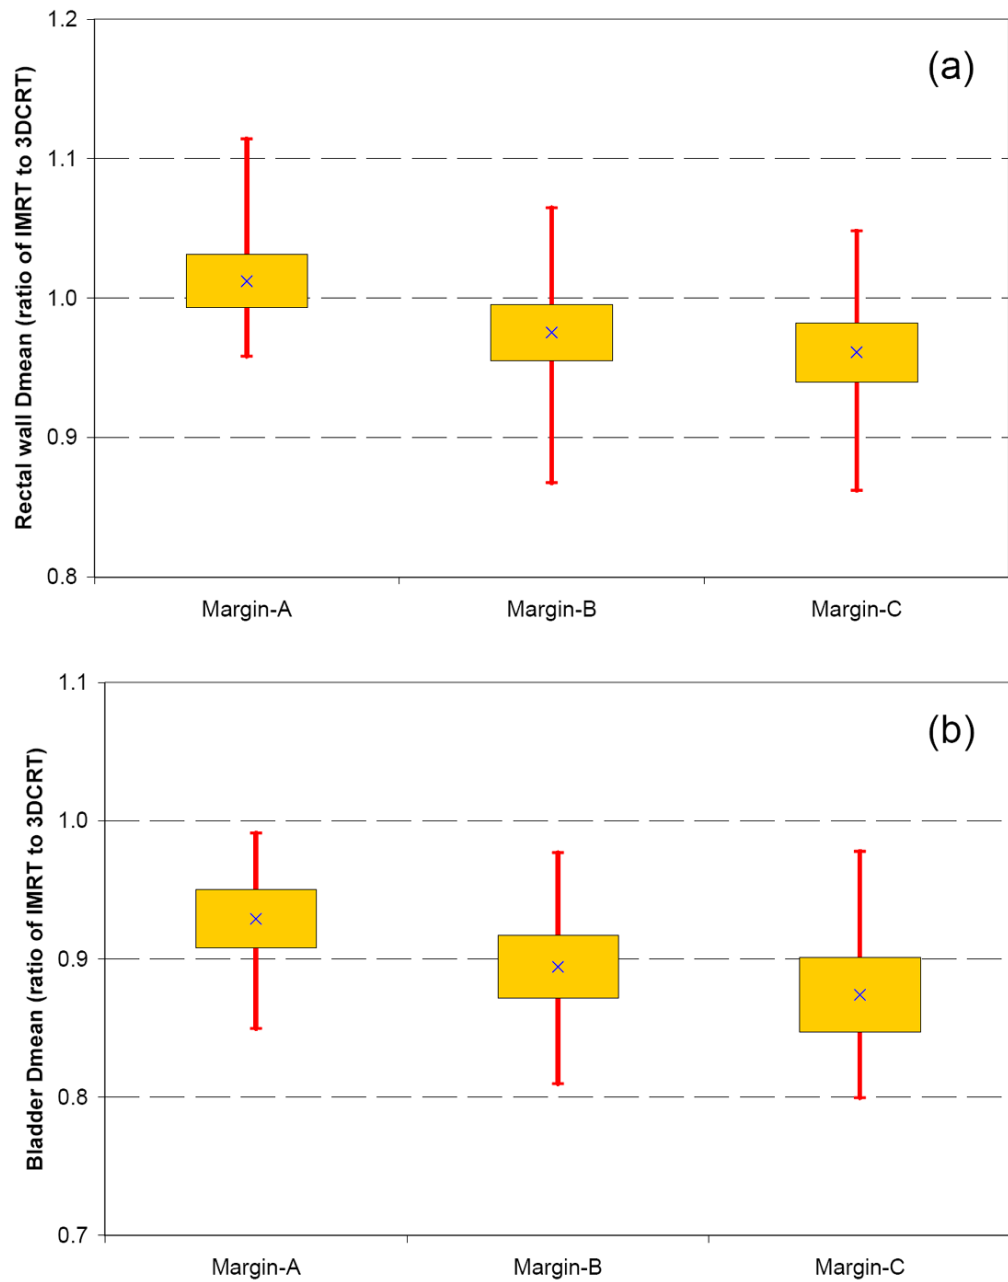 1.2
(a)
1.1
1.0
0.9
0.8
Rectal wall Dmean (ratio of IMRT to 3DCRT)
Margin-A Margin-B Margin-C
1.1
(b)
1.0
0.9
0.8
0.7
Bladder Dmean (ratio of IMRT to 3DCRT)
Margin-A Margin-B Margin-C